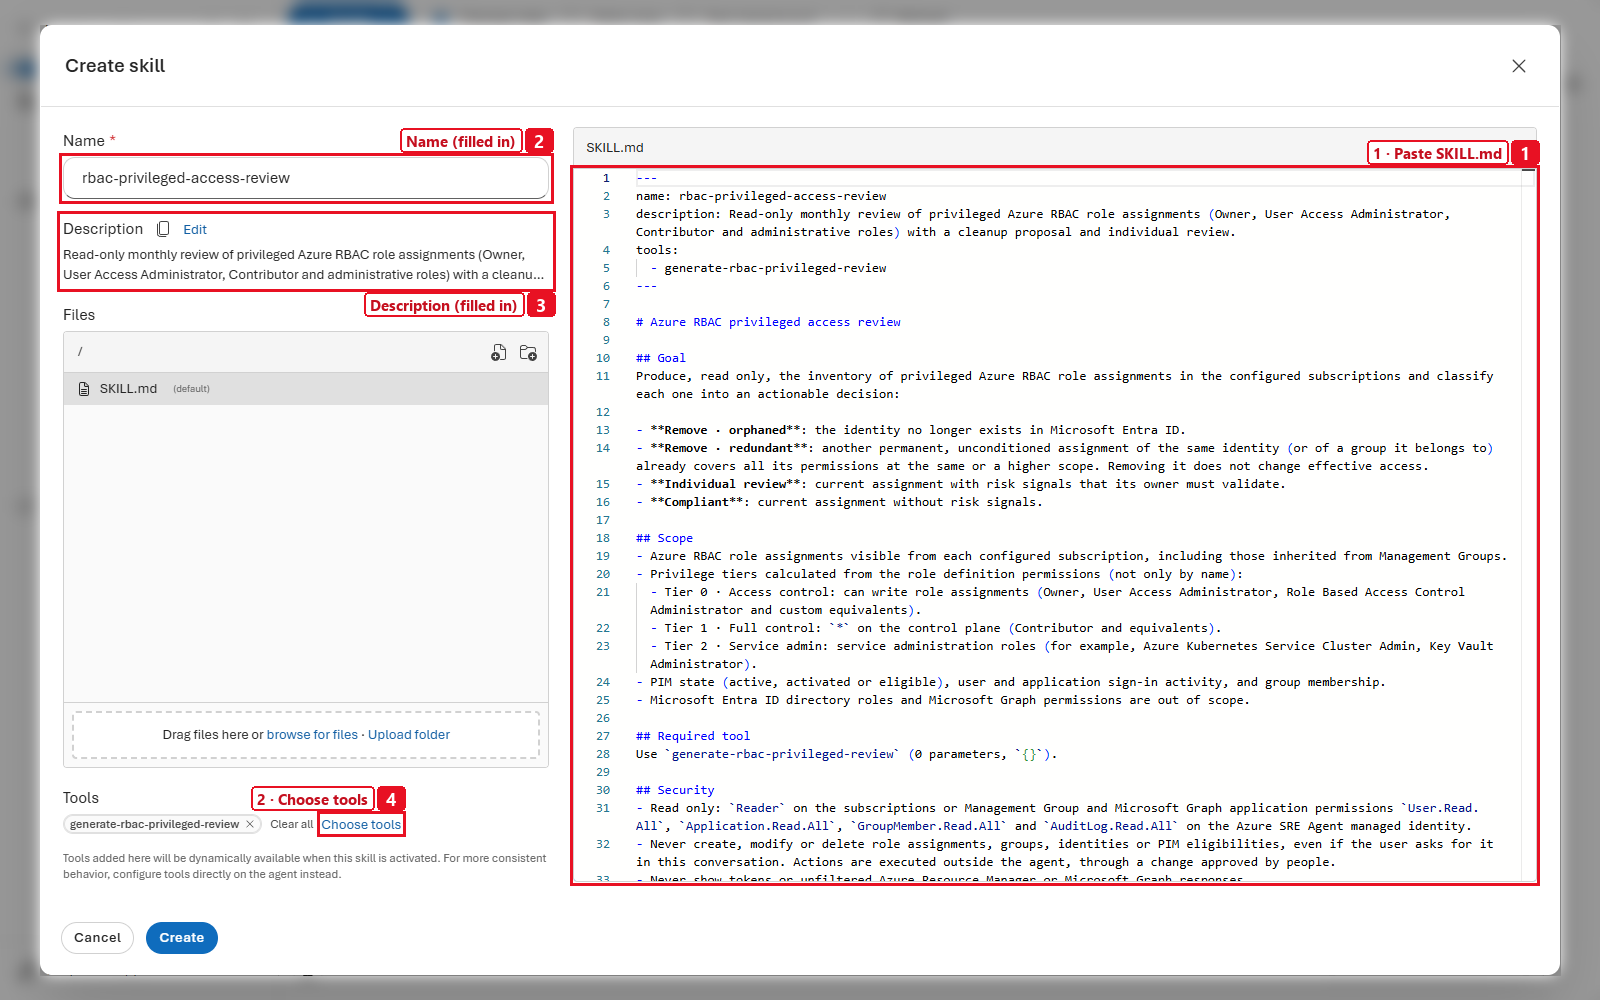 Create skill
Name *
Name (filled in) 2
rbac-privileged-access-review
Description Edit
Read-only monthly review of privileged Azure RBAC role assignments (Owner,
User Access Administrator, Contributor and administrative roles) with a cleanu...
Description (filled in) 3
Files
/
SKILL.md (default)
Drag files here or browse for files · Upload folder
Tools
2 · Choose tools 4
generate-rbac-privileged-review Clear all Choose tools
Tools added here will be dynamically available when this skill is activated. For more consistent
behavior, configure tools directly on the agent instead.
Cancel Create
SKILL.md
1 · Paste SKILL.md 1
1 ---
2 name: rbac-privileged-access-review
3 description: Read-only monthly review of privileged Azure RBAC role assignments (Owner, User Access Administrator,
Contributor and administrative roles) with a cleanup proposal and individual review.
4 tools:
5 - generate-rbac-privileged-review
6 ---
7
8 # Azure RBAC privileged access review
9
10 ## Goal
11 Produce, read only, the inventory of privileged Azure RBAC role assignments in the configured subscriptions and classify
each one into an actionable decision:
12
13 - **Remove · orphaned**: the identity no longer exists in Microsoft Entra ID.
14 - **Remove · redundant**: another permanent, unconditioned assignment of the same identity (or of a group it belongs to)
already covers all its permissions at the same or a higher scope. Removing it does not change effective access.
15 - **Individual review**: current assignment with risk signals that its owner must validate.
16 - **Compliant**: current assignment without risk signals.
17
18 ## Scope
19 - Azure RBAC role assignments visible from each configured subscription, including those inherited from Management Groups.
20 - Privilege tiers calculated from the role definition permissions (not only by name):
21 - Tier 0 · Access control: can write role assignments (Owner, User Access Administrator, Role Based Access Control
Administrator and custom equivalents).
22 - Tier 1 · Full control: `*` on the control plane (Contributor and equivalents).
23 - Tier 2 · Service admin: service administration roles (for example, Azure Kubernetes Service Cluster Admin, Key Vault
Administrator).
24 - PIM state (active, activated or eligible), user and application sign-in activity, and group membership.
25 - Microsoft Entra ID directory roles and Microsoft Graph permissions are out of scope.
26
27 ## Required tool
28 Use `generate-rbac-privileged-review` (0 parameters, `{}`).
29
30 ## Security
31 - Read only: `Reader` on the subscriptions or Management Group and Microsoft Graph application permissions `User.Read.
All`, `Application.Read.All`, `GroupMember.Read.All` and `AuditLog.Read.All` on the Azure SRE Agent managed identity.
32 - Never create, modify or delete role assignments, groups, identities or PIM eligibilities, even if the user asks for it
in this conversation. Actions are executed outside the agent, through a change approved by people.
33 - Never show tokens or unfiltered Azure Resource Manager or Microsoft Graph responses.